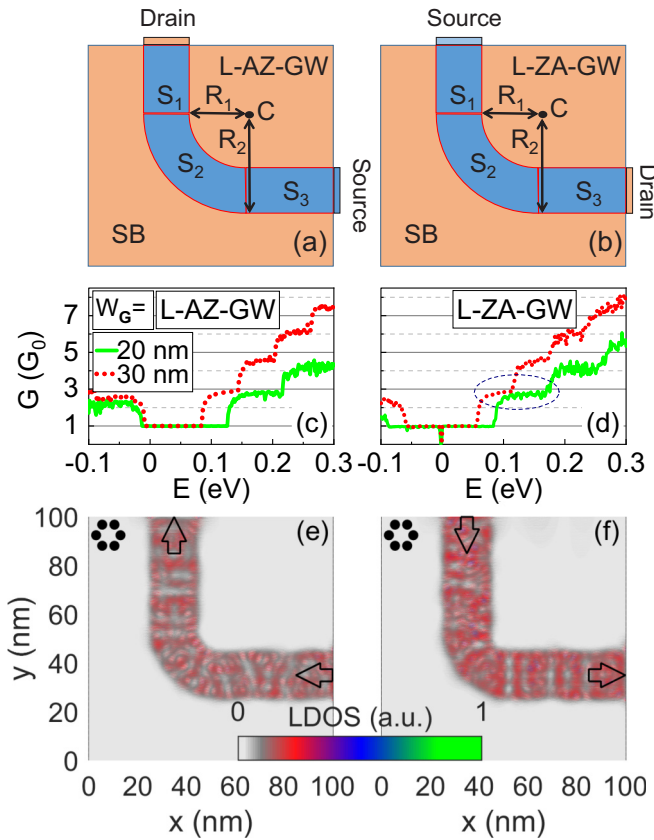 Drain
L-AZ-GW
S1
R1
C
R2
S2
S3
Source
SB
(a)
Source
L-ZA-GW
S1
R1
C
R2
S2
S3
Drain
SB
(b)
G (G0)
7
5
3
1
WG=
L-AZ-GW
20 nm
30 nm
(c)
-0.1 0 0.1 0.2 0.3
E (eV)
L-ZA-GW
(d)
-0.1 0 0.1 0.2 0.3
E (eV)
y (nm)
100
80
60
40
20
0
(e)
(f)
0 1
LDOS (a.u.)
0 20 40 60 80 100
x (nm)
0 20 40 60 80 100
x (nm)